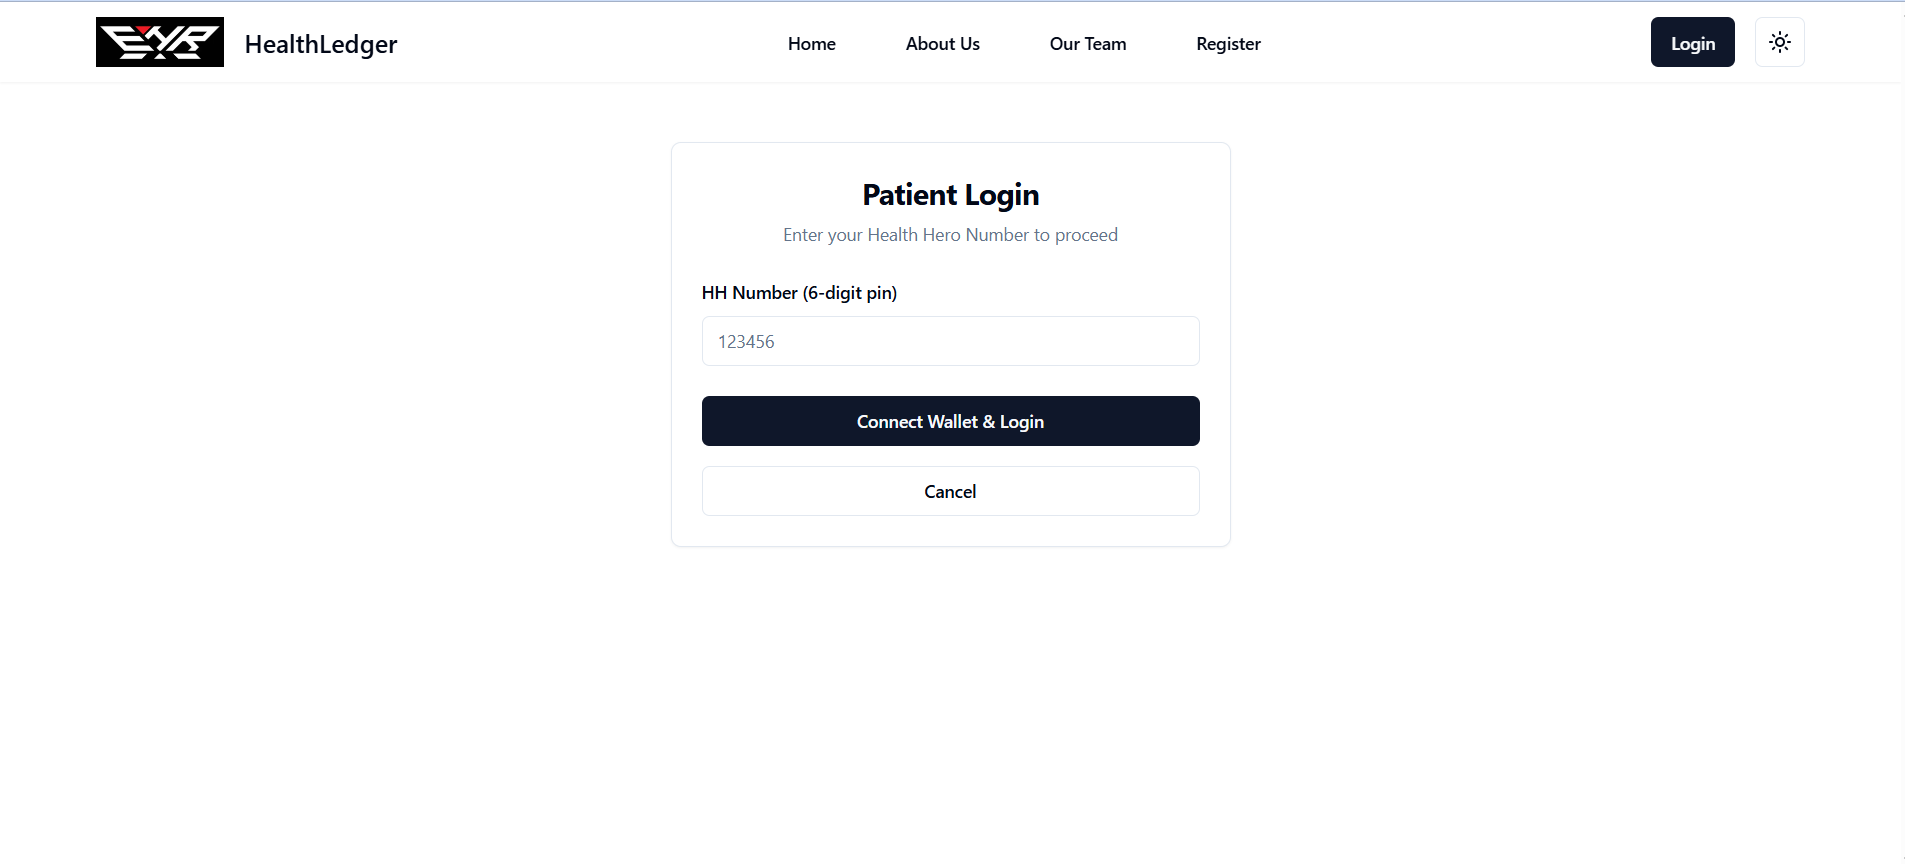 HealthLedger
Home
About Us
Our Team
Register
Login
Patient Login
Enter your Health Hero Number to proceed
HH Number (6-digit pin)
123456
Connect Wallet & Login
Cancel